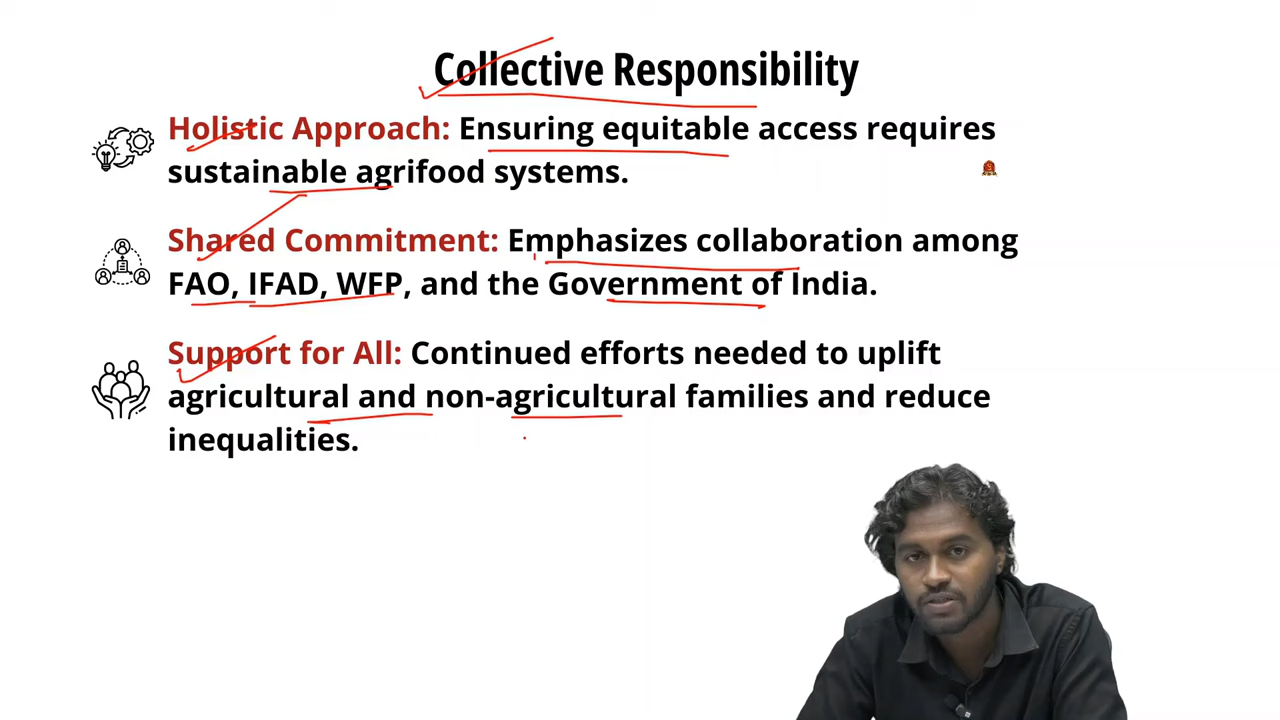 Collective Responsibility
Holistic Approach: Ensuring equitable access requires
sustainable agrifood systems.
Shared Commitment: Emphasizes collaboration among
FAO, IFAD, WFP, and the Government of India.
Support for All: Continued efforts needed to uplift
agricultural and non-agricultural families and reduce
inequalities.